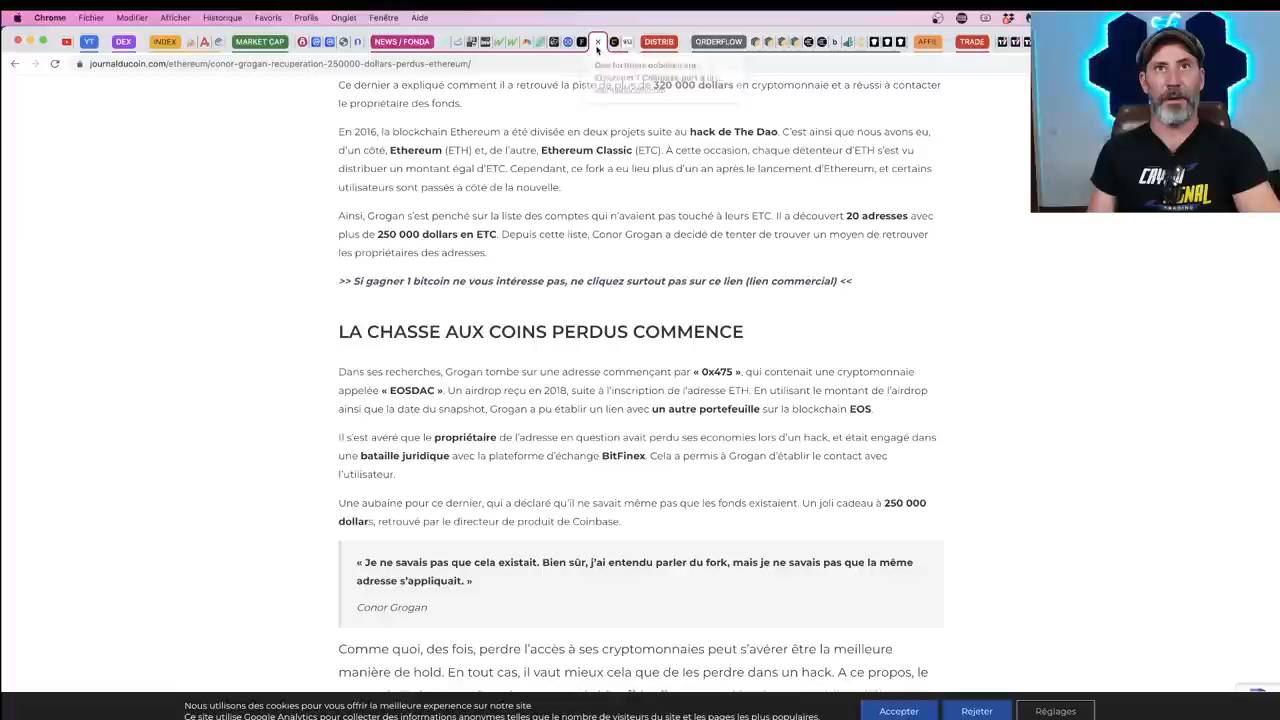 Chrome Fichier Modifier Afficher Historique Favoris Profils Onglet Fenêtre Aide
YT DEX INDEX MARKET CAP NEWS / FONDA DISTRIB ORDERFLOW AFFIL TRADE
journalducoin.com/ethereum/conor-grogan-recuperation-250000-dollars-perdus-ethereum/
Ce dernier a expliqué comment il a retrouvé la piste de plus de 320 000 dollars en cryptomonnaie et a réussi à contacter
le propriétaire des fonds.
En 2016, la blockchain Ethereum a été divisée en deux projets suite au hack de The Dao. C’est ainsi que nous avons eu,
d’un côté, Ethereum (ETH) et, de l’autre, Ethereum Classic (ETC). À cette occasion, chaque détenteur d’ETH s’est vu
distribuer un montant égal d’ETC. Cependant, ce fork a eu lieu plus d’un an après le lancement d’Ethereum, et certains
utilisateurs sont passés à côté de la nouvelle.
Ainsi, Grogan s’est penché sur la liste des comptes qui n’avaient pas touché à leurs ETC. Il a découvert 20 adresses avec
plus de 250 000 dollars en ETC. Depuis cette liste, Conor Grogan a decidé de tenter de trouver un moyen de retrouver
les propriétaires des adresses.
>> Si gagner 1 bitcoin ne vous intéresse pas, ne cliquez surtout pas sur ce lien (lien commercial) <<
LA CHASSE AUX COINS PERDUS COMMENCE
Dans ses recherches, Grogan tombe sur une adresse commençant par « 0x475 », qui contenait une cryptomonnaie
appelée « EOSDAC ». Un airdrop reçu en 2018, suite à l’inscription de l’adresse ETH. En utilisant le montant de l’airdrop
ainsi que la date du snapshot, Grogan a pu établir un lien avec un autre portefeuille sur la blockchain EOS.
Il s’est avéré que le propriétaire de l’adresse en question avait perdu ses économies lors d’un hack, et était engagé dans
une bataille juridique avec la plateforme d’échange BitFinex. Cela a permis à Grogan d’établir le contact avec
l’utilisateur.
Une aubaine pour ce dernier, qui a déclaré qu’il ne savait même pas que les fonds existaient. Un joli cadeau à 250 000
dollars, retrouvé par le directeur de produit de Coinbase.
« Je ne savais pas que cela existait. Bien sûr, j’ai entendu parler du fork, mais je ne savais pas que la même
adresse s’appliquait. »
Conor Grogan
Comme quoi, des fois, perdre l’accès à ses cryptomonnaies peut s’avérer être la meilleure
manière de hold. En tout cas, il vaut mieux cela que de les perdre dans un hack. A ce propos, le
Nous utilisons des cookies pour vous offrir la meilleure expérience sur notre site
Ce site utilise Google Analytics pour collecter des informations anonymes telles que le nombre de visiteurs du site et les pages les plus populaires.
Accepter Rejeter Réglages